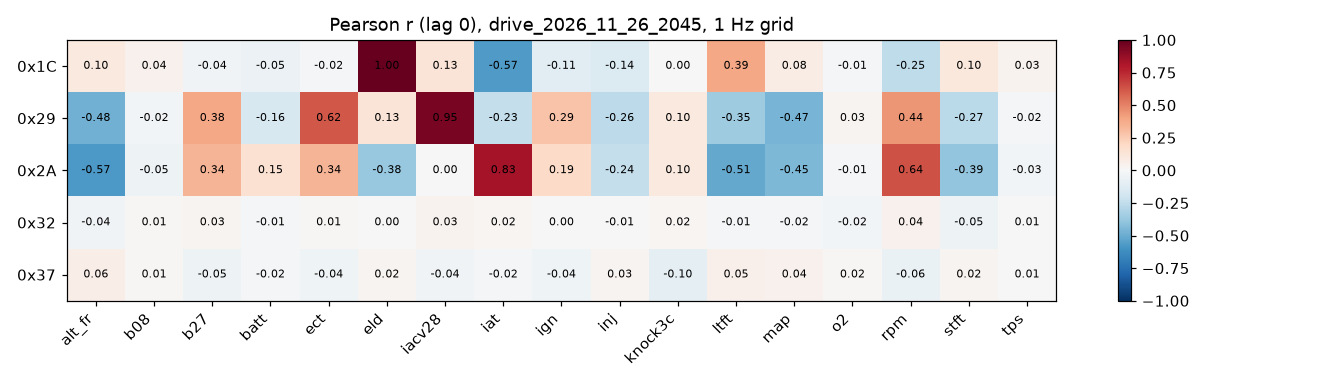 Pearson r (lag 0), drive_2026_11_26_2045, 1 Hz grid
0x1C 0.10 0.04 -0.04 -0.05 -0.02 1.00 0.13 -0.57 -0.11 -0.14 0.00 0.39 0.08 -0.01 -0.25 0.10 0.03
0x29 -0.48 -0.02 0.38 -0.16 0.62 0.13 0.95 -0.23 0.29 -0.26 0.10 -0.35 -0.47 0.03 0.44 -0.27 -0.02
0x2A -0.57 -0.05 0.34 0.15 0.34 -0.38 0.00 0.83 0.19 -0.24 0.10 -0.51 -0.45 -0.01 0.64 -0.39 -0.03
0x32 -0.04 0.01 0.03 -0.01 0.01 0.00 0.03 0.02 0.00 -0.01 0.02 -0.01 -0.02 -0.02 0.04 -0.05 0.01
0x37 0.06 0.01 -0.05 -0.02 -0.04 0.02 -0.04 -0.02 -0.04 0.03 -0.10 0.05 0.04 0.02 -0.06 0.02 0.01
alt_fr b08 b27 batt ect eld iacv28 iat ign inj knock3c ltft map o2 rpm stft tps
1.00
0.75
0.50
0.25
0.00
−0.25
−0.50
−0.75
−1.00